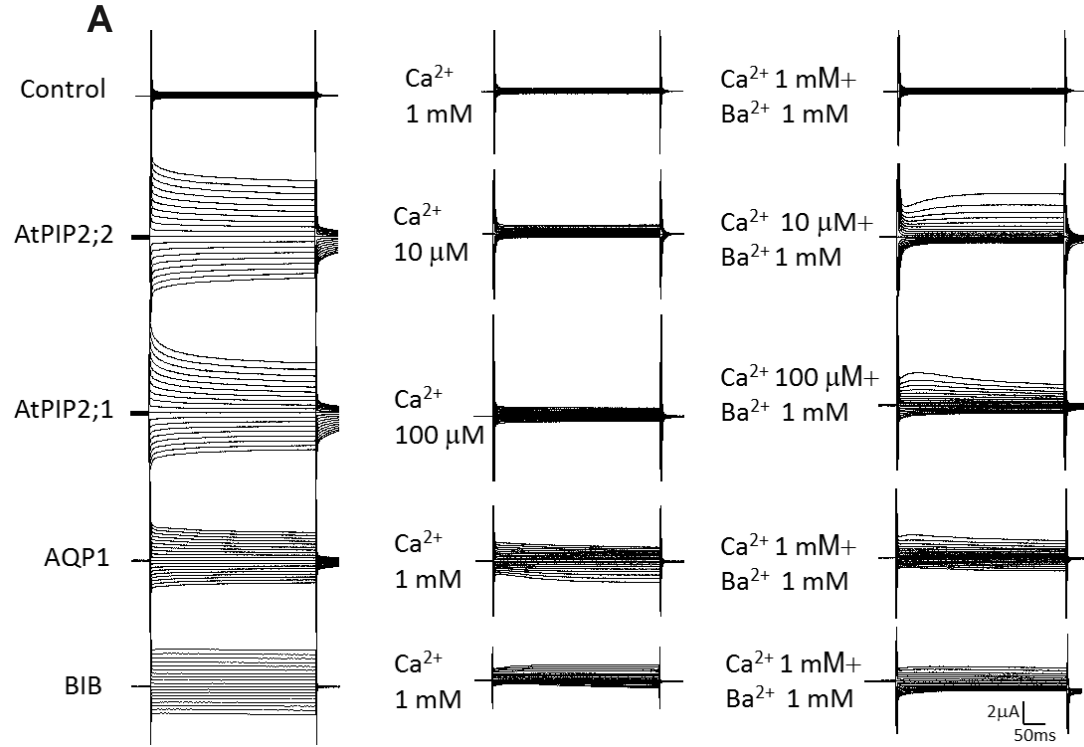 A
Control
Ca²⁺
1 mM
Ca²⁺ 1 mM+
Ba²⁺ 1 mM
AtPIP2;2
Ca²⁺
10 μM
Ca²⁺ 10 μM+
Ba²⁺ 1 mM
AtPIP2;1
Ca²⁺
100 μM
Ca²⁺ 100 μM+
Ba²⁺ 1 mM
AQP1
Ca²⁺
1 mM
Ca²⁺ 1 mM+
Ba²⁺ 1 mM
BIB
Ca²⁺
1 mM
Ca²⁺ 1 mM+
Ba²⁺ 1 mM
2μA
50ms